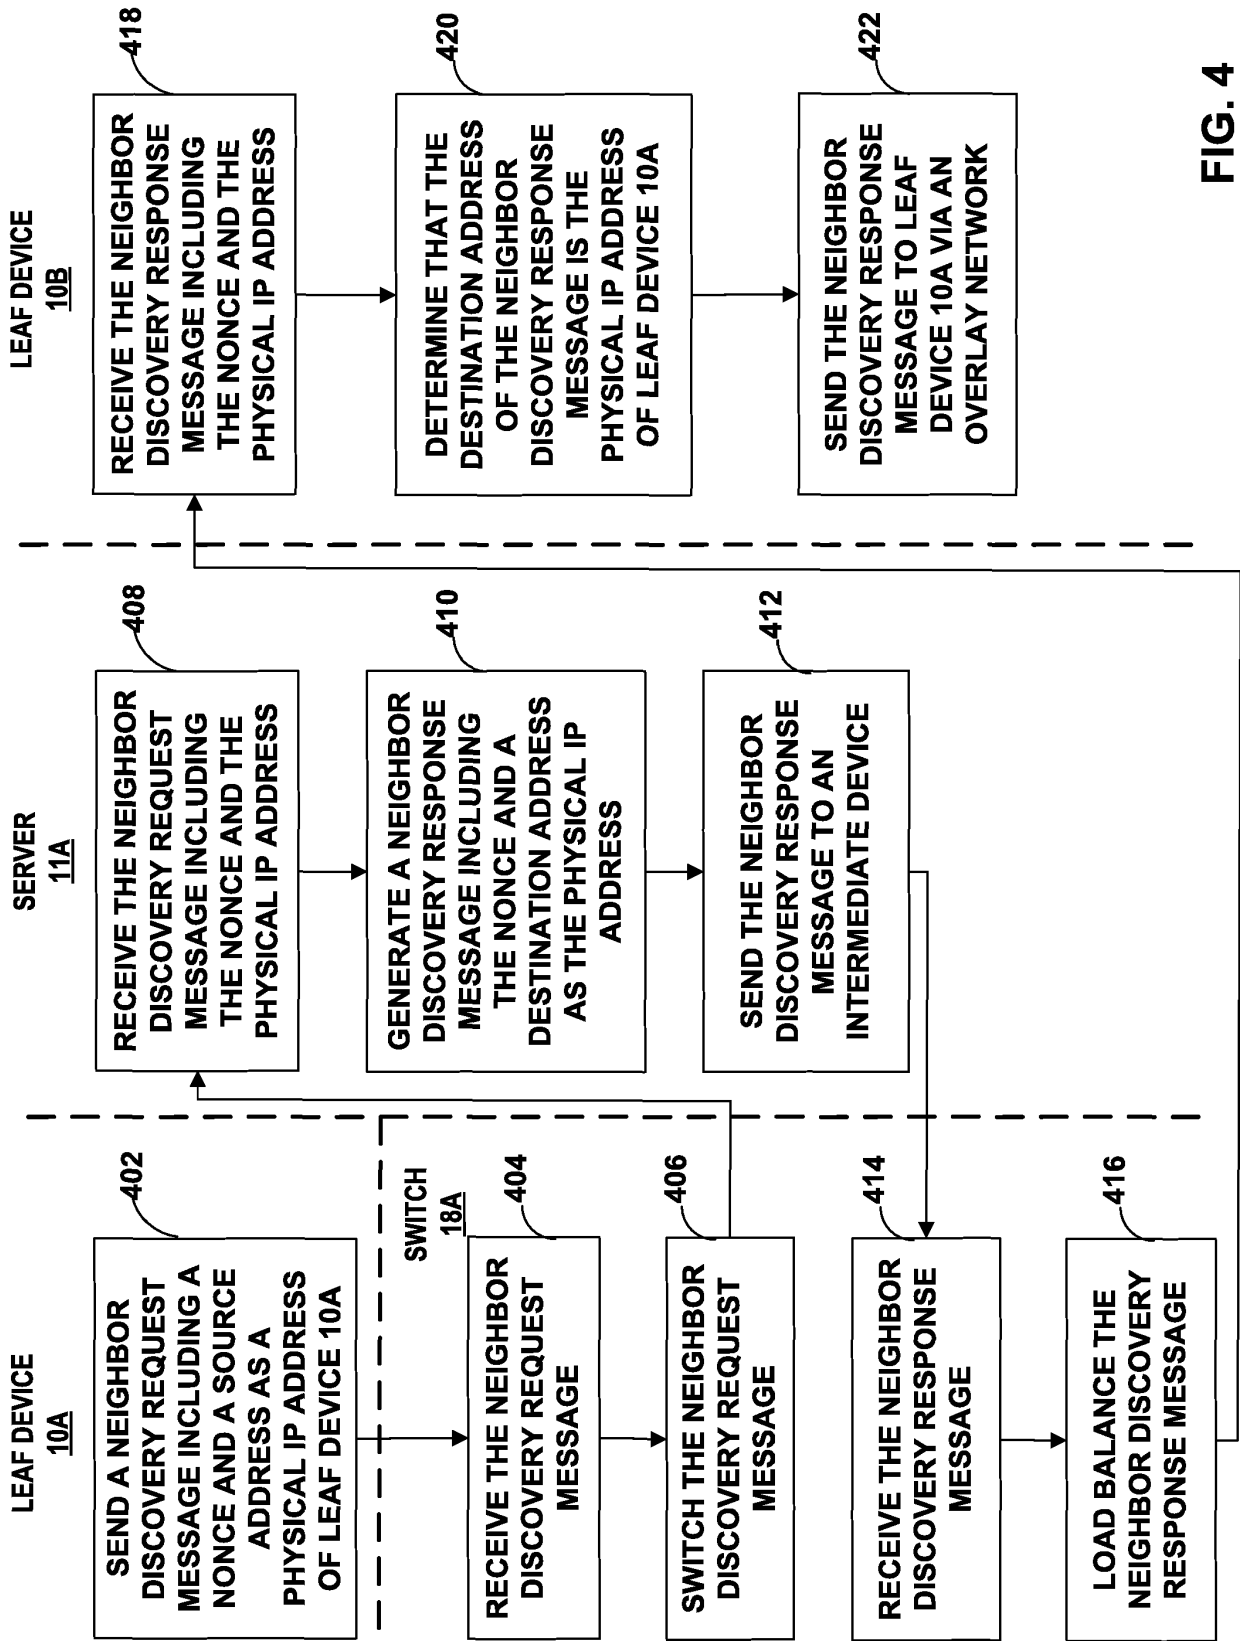 LEAF DEVICE
10A
402
SEND A NEIGHBOR
DISCOVERY REQUEST
MESSAGE INCLUDING A
NONCE AND A SOURCE
ADDRESS AS A
PHYSICAL IP ADDRESS
OF LEAF DEVICE 10A
SWITCH
18A
404
RECEIVE THE NEIGHBOR
DISCOVERY REQUEST
MESSAGE
406
SWITCH THE NEIGHBOR
DISCOVERY REQUEST
MESSAGE
414
RECEIVE THE NEIGHBOR
DISCOVERY RESPONSE
MESSAGE
416
LOAD BALANCE THE
NEIGHBOR DISCOVERY
RESPONSE MESSAGE
SERVER
11A
408
RECEIVE THE NEIGHBOR
DISCOVERY REQUEST
MESSAGE INCLUDING
THE NONCE AND THE
PHYSICAL IP ADDRESS
410
GENERATE A NEIGHBOR
DISCOVERY RESPONSE
MESSAGE INCLUDING
THE NONCE AND A
DESTINATION ADDRESS
AS THE PHYSICAL IP
ADDRESS
412
SEND THE NEIGHBOR
DISCOVERY RESPONSE
MESSAGE TO AN
INTERMEDIATE DEVICE
LEAF DEVICE
10B
418
RECEIVE THE NEIGHBOR
DISCOVERY RESPONSE
MESSAGE INCLUDING
THE NONCE AND THE
PHYSICAL IP ADDRESS
420
DETERMINE THAT THE
DESTINATION ADDRESS
OF THE NEIGHBOR
DISCOVERY RESPONSE
MESSAGE IS THE
PHYSICAL IP ADDRESS
OF LEAF DEVICE 10A
422
SEND THE NEIGHBOR
DISCOVERY RESPONSE
MESSAGE TO LEAF
DEVICE 10A VIA AN
OVERLAY NETWORK
FIG. 4